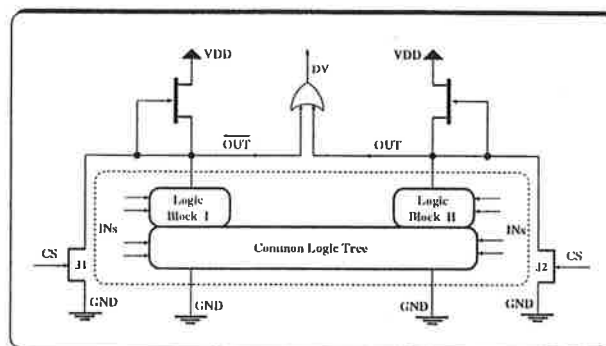 VDD
VDD
DV
OUT
OUT
Logic
Block I
Logic
Block II
INs
INs
Common Logic Tree
CS
J1
J2
CS
GND
GND
GND
GND